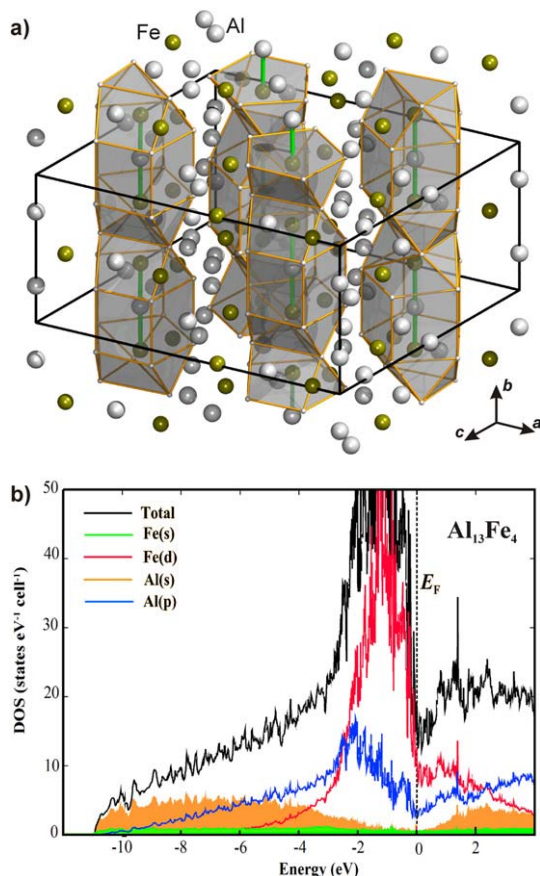 a)
Fe
Al
b
c
a
b)
50
40
30
20
10
0
DOS (states eV⁻¹ cell⁻¹)
Total
Fe(s)
Fe(d)
Al(s)
Al(p)
Al₁₃Fe₄
E_F
-10
-8
-6
-4
-2
0
2
Energy (eV)